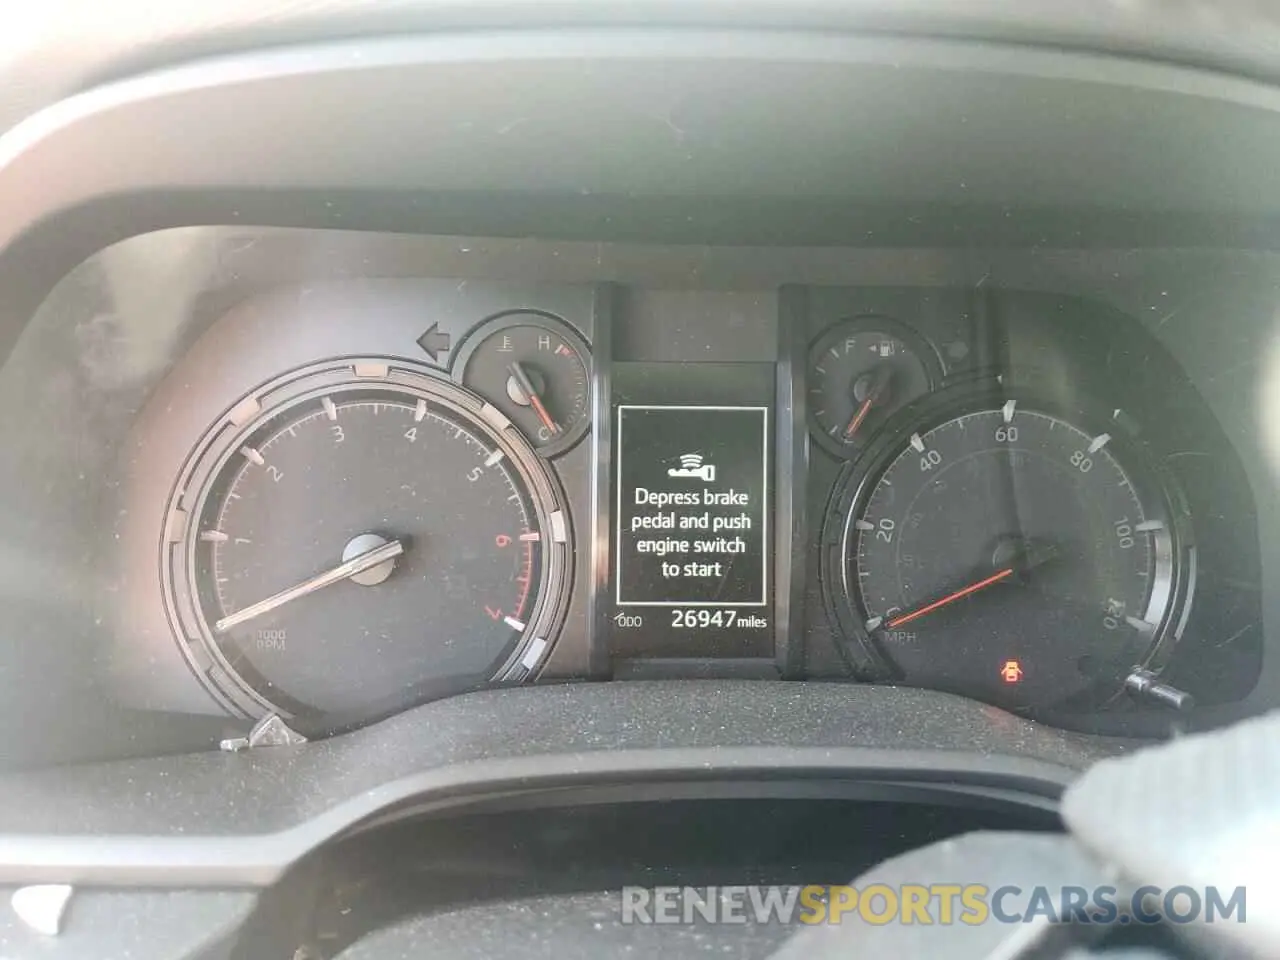 H
C
F
1
2
3
4
5
6
7
1000
RPM
Depress brake
pedal and push
engine switch
to start
ODO 26947 miles
0
20
40
60
80
100
120
MPH
RENEWSPORTSCARS.COM